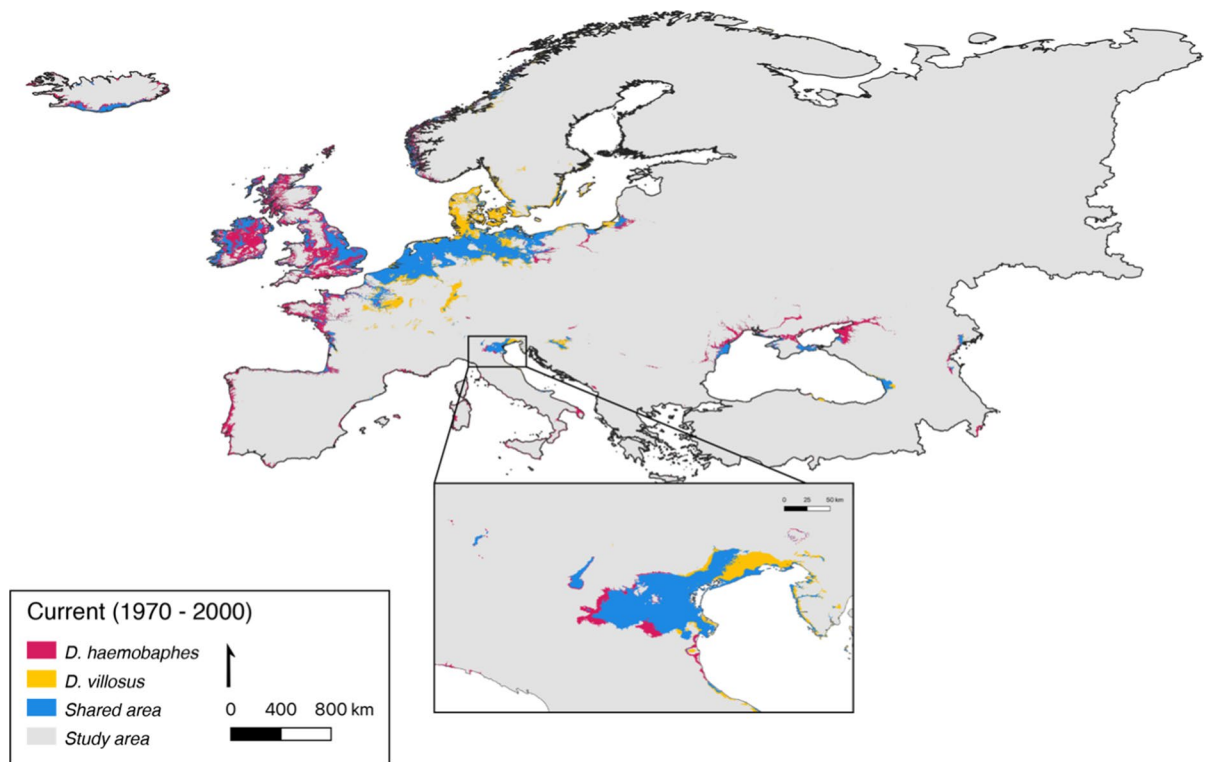 0 25 50 km
Current (1970 - 2000)
D. haemobaphes
D. villosus
Shared area
Study area
0 400 800 km